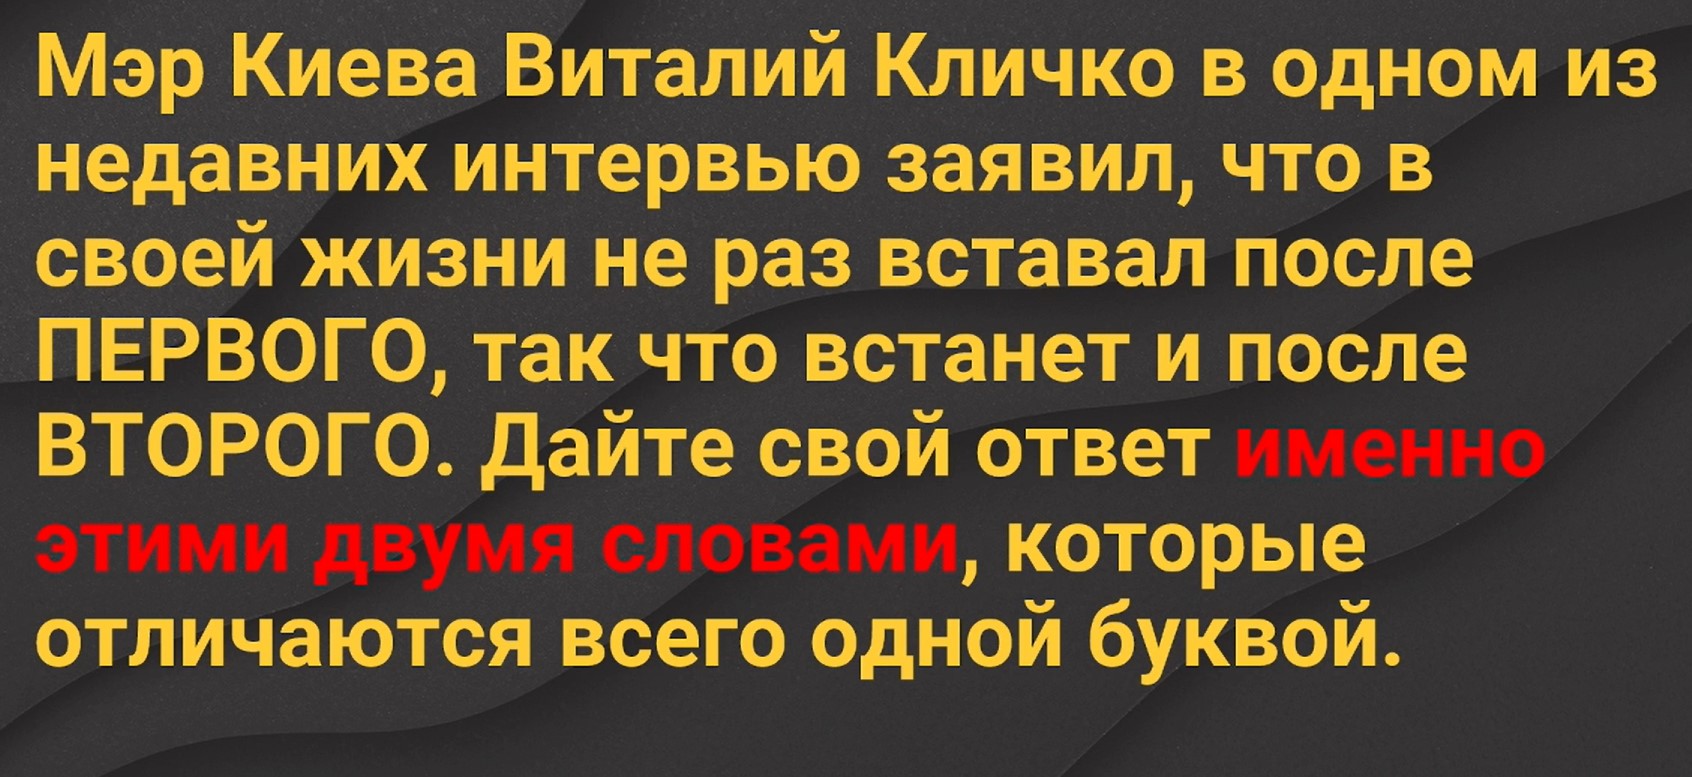 Мэр Киева Виталий Кличко в одном из
недавних интервью заявил, что в
своей жизни не раз вставал после
ПЕРВОГО, так что встанет и после
ВТОРОГО. Дайте свой ответ именно
этими двумя словами, которые
отличаются всего одной буквой.